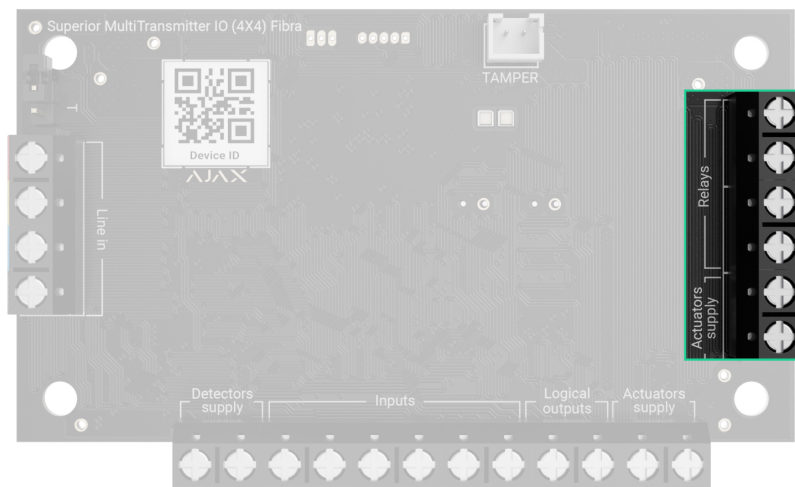 Superior MultiTransmitter IO (4X4) Fibra
TAMPER
T
Device ID
AJAX
Line in
Relays
Actuators
supply
Detectors
supply
Inputs
Logical
outputs
Actuators
supply